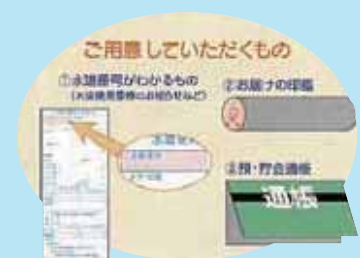 ご用意していただくもの
①水道番号がわかるもの
(水道使用量等のお知らせなど)
②お届けの印鑑
③預・貯金通帳
通帳